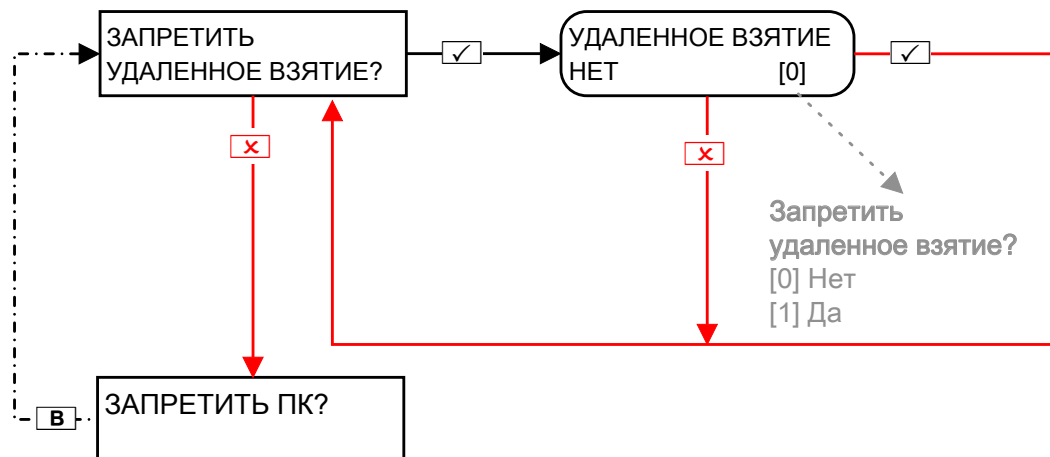 ЗАПРЕТИТЬ
УДАЛЕННОЕ ВЗЯТИЕ?
УДАЛЕННОЕ ВЗЯТИЕ
НЕТ [0]
Запретить
удаленное взятие?
[0] Нет
[1] Да
ЗАПРЕТИТЬ ПК?
B